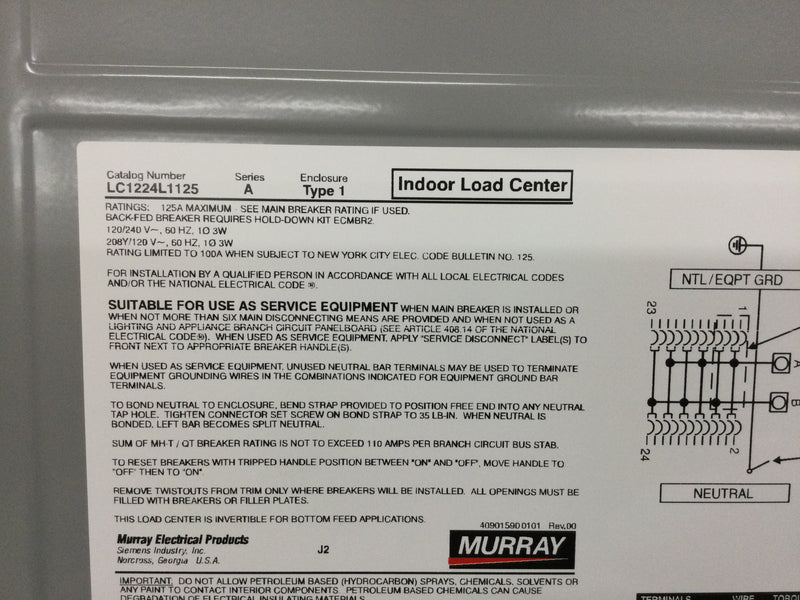 Catalog Number Series Enclosure
LC1224L1125 A Type 1
Indoor Load Center
RATINGS: 125A MAXIMUM SEE MAIN BREAKER RATING IF USED.
BACK-FED BREAKER REQUIRES HOLD-DOWN KIT ECMBR2.
120/240 V~, 60 HZ, 1Ø 3W
208Y/120 V~, 60 HZ, 1Ø 3W
RATING LIMITED TO 100A WHEN SUBJECT TO NEW YORK CITY ELEC. CODE BULLETIN NO. 125.
FOR INSTALLATION BY A QUALIFIED PERSON IN ACCORDANCE WITH ALL LOCAL ELECTRICAL CODES
AND/OR THE NATIONAL ELECTRICAL CODE ®.
SUITABLE FOR USE AS SERVICE EQUIPMENT WHEN MAIN BREAKER IS INSTALLED OR
WHEN NOT MORE THAN SIX MAIN DISCONNECTING MEANS ARE PROVIDED AND WHEN NOT USED AS A
LIGHTING AND APPLIANCE BRANCH CIRCUIT PANELBOARD (SEE ARTICLE 408.14 OF THE NATIONAL
ELECTRICAL CODE®). WHEN USED AS SERVICE EQUIPMENT, APPLY "SERVICE DISCONNECT" LABEL(S) TO
FRONT NEXT TO APPROPRIATE BREAKER HANDLE(S).
WHEN USED AS SERVICE EQUIPMENT, UNUSED NEUTRAL BAR TERMINALS MAY BE USED TO TERMINATE
EQUIPMENT GROUNDING WIRES IN THE COMBINATIONS INDICATED FOR EQUIPMENT GROUND BAR
TERMINALS.
TO BOND NEUTRAL TO ENCLOSURE, BEND STRAP PROVIDED TO POSITION FREE END INTO ANY NEUTRAL
TAP HOLE. TIGHTEN CONNECTOR SET SCREW ON BOND STRAP TO 35 LB-IN. WHEN NEUTRAL IS
BONDED, LEFT BAR BECOMES SPLIT NEUTRAL.
SUM OF MH-T / QT BREAKER RATING IS NOT TO EXCEED 110 AMPS PER BRANCH CIRCUIT BUS STAB.
TO RESET BREAKERS WITH TRIPPED HANDLE POSITION BETWEEN "ON" AND "OFF", MOVE HANDLE TO
"OFF" THEN TO "ON".
REMOVE TWISTOUTS FROM TRIM ONLY WHERE BREAKERS WILL BE INSTALLED. ALL OPENINGS MUST BE
FILLED WITH BREAKERS OR FILLER PLATES.
THIS LOAD CENTER IS INVERTIBLE FOR BOTTOM FEED APPLICATIONS.
40901590D101 Rev.00
Murray Electrical Products
Siemens Industry, Inc.
Norcross, Georgia U.S.A.
J2
MURRAY
IMPORTANT: DO NOT ALLOW PETROLEUM BASED (HYDROCARBON) SPRAYS, CHEMICALS, SOLVENTS OR
ANY PAINT TO CONTACT INTERIOR COMPONENTS. PETROLEUM BASED CHEMICALS CAN CAUSE
DEGRADATION OF ELECTRICAL INSULATING MATERIALS.
NTL/EQPT GRD
23
1
A
B
24
2
NEUTRAL
TERMINALS WIRE TORQU